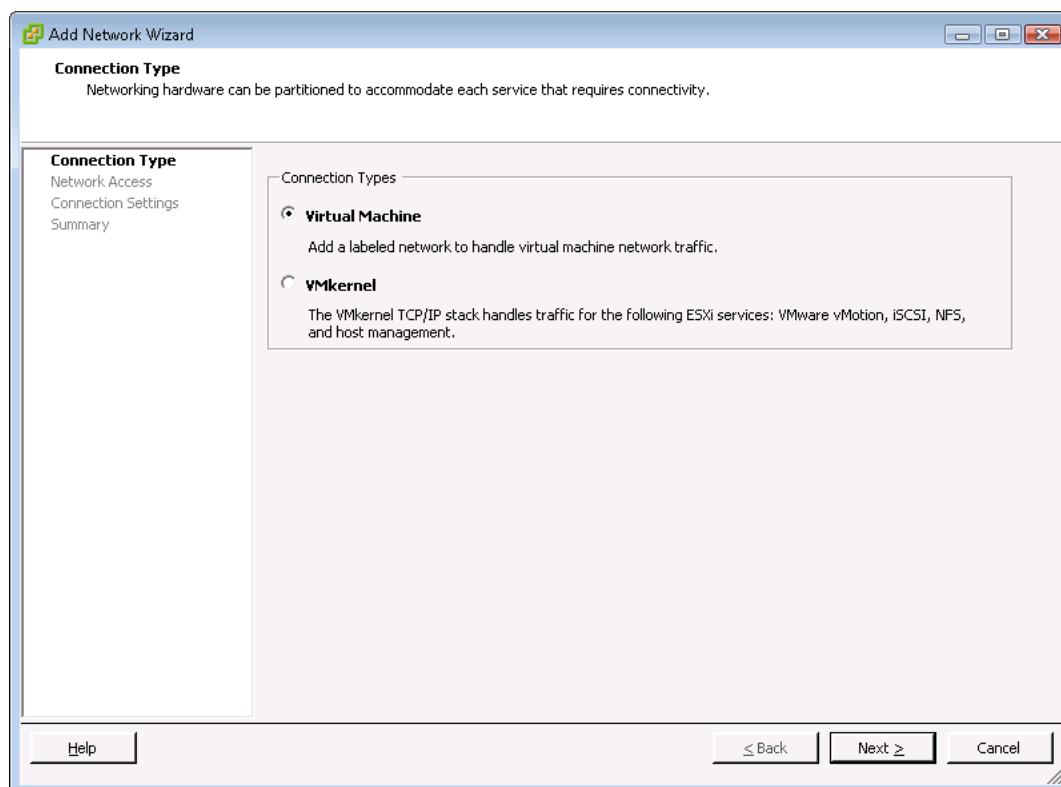 Add Network Wizard
Connection Type
Networking hardware can be partitioned to accommodate each service that requires connectivity.
Connection Type
Network Access
Connection Settings
Summary
Connection Types
Virtual Machine
Add a labeled network to handle virtual machine network traffic.
VMkernel
The VMkernel TCP/IP stack handles traffic for the following ESXi services: VMware vMotion, iSCSI, NFS,
and host management.
Help
< Back
Next >
Cancel